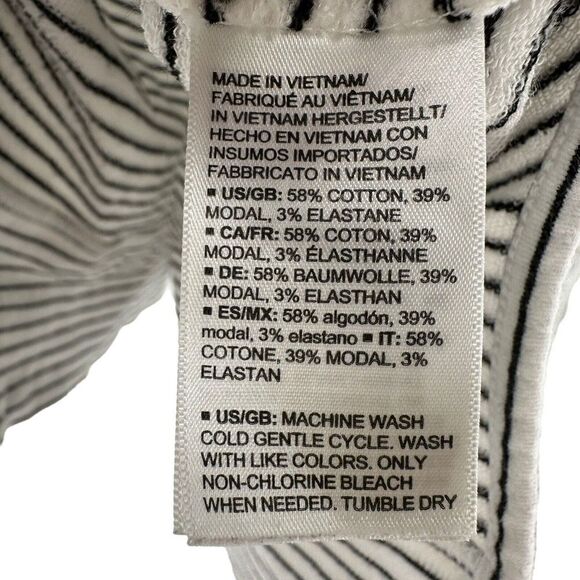 MADE IN VIETNAM/
FABRIQUÉ AU VIÊTNAM/
IN VIETNAM HERGESTELLT/
HECHO EN VIETNAM CON
INSUMOS IMPORTADOS/
FABBRICATO IN VIETNAM
▪ US/GB: 58% COTTON, 39%
MODAL, 3% ELASTANE
▪ CA/FR: 58% COTON, 39%
MODAL, 3% ÉLASTHANNE
▪ DE: 58% BAUMWOLLE, 39%
MODAL, 3% ELASTHAN
▪ ES/MX: 58% algodón, 39%
modal, 3% elastano ▪ IT: 58%
COTONE, 39% MODAL, 3%
ELASTAN
▪ US/GB: MACHINE WASH
COLD GENTLE CYCLE. WASH
WITH LIKE COLORS. ONLY
NON-CHLORINE BLEACH
WHEN NEEDED. TUMBLE DRY